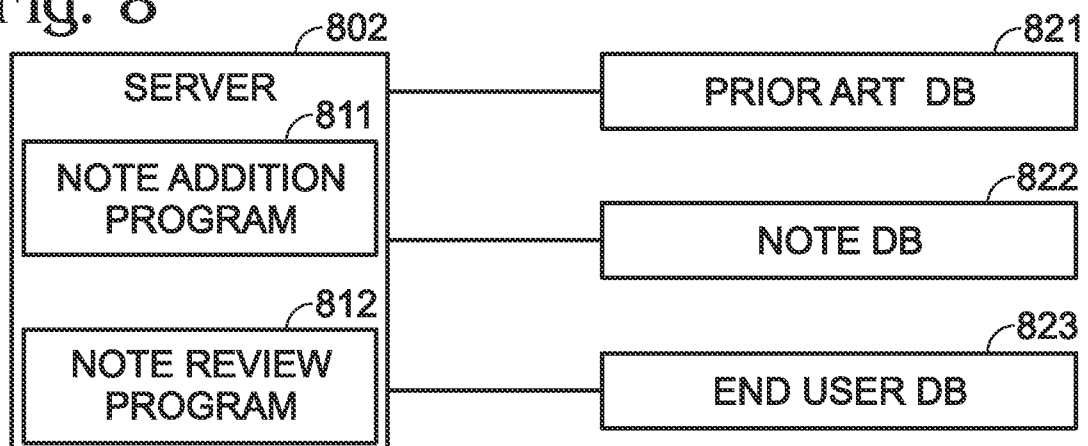 Fig. 8
802
SERVER
811
NOTE ADDITION
PROGRAM
812
NOTE REVIEW
PROGRAM
821
PRIOR ART DB
822
NOTE DB
823
END USER DB